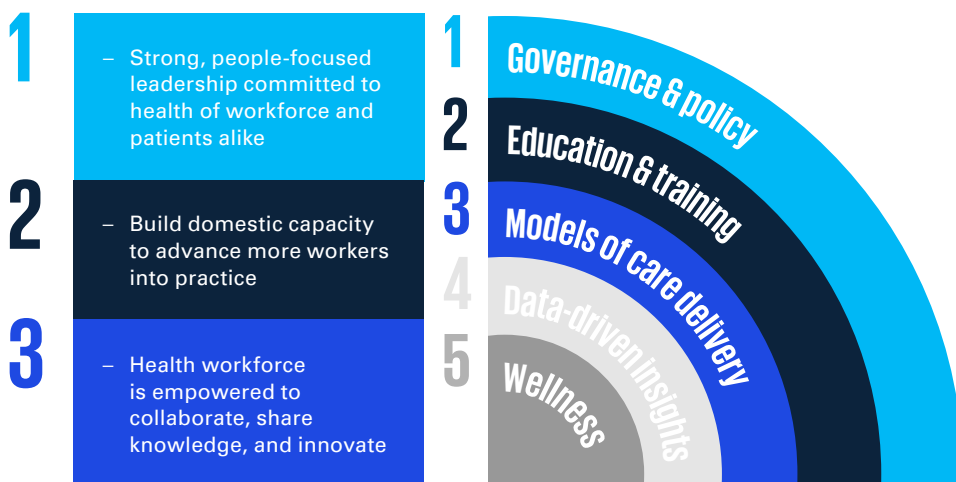 1
– Strong, people-focused
leadership committed to
health of workforce and
patients alike
2
– Build domestic capacity
to advance more workers
into practice
3
– Health workforce
is empowered to
collaborate, share
knowledge, and innovate
1
Governance & policy
2
Education & training
3
Models of care delivery
4
Data-driven insights
5
Wellness